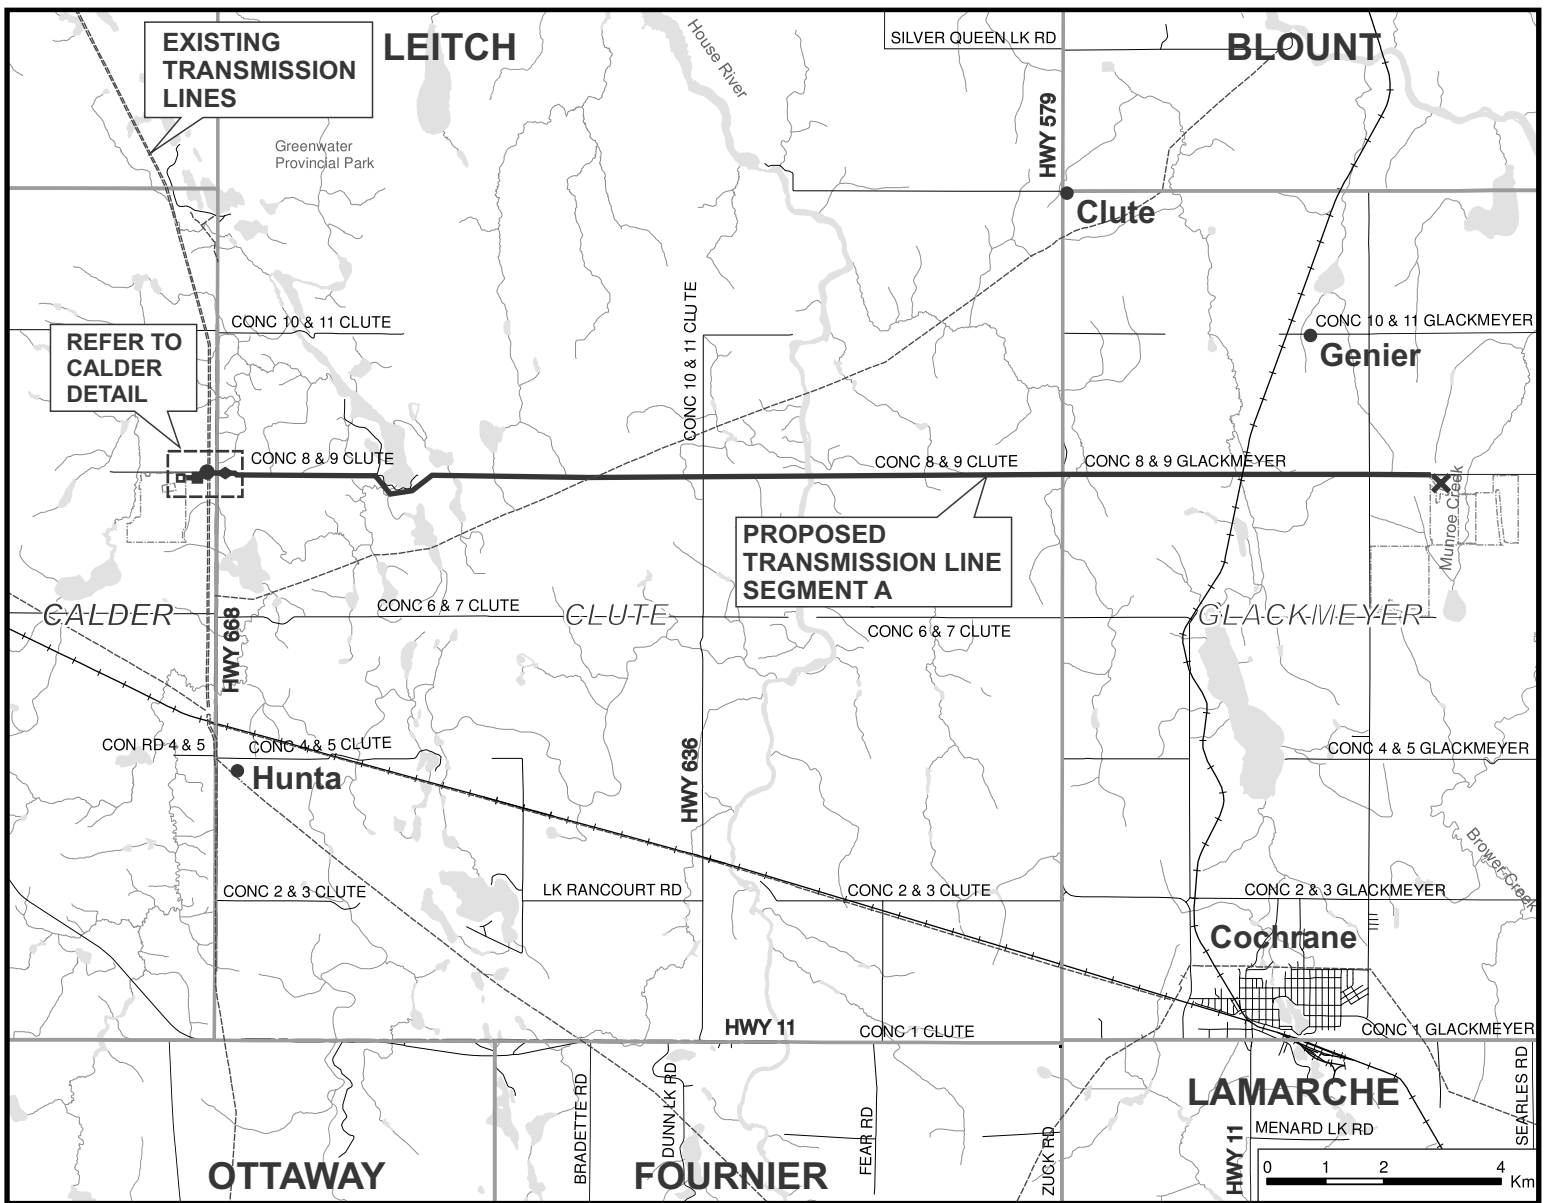 EXISTING
TRANSMISSION
LINES
LEITCH
House River
SILVER QUEEN LK RD
BLOUNT
HWY 579
Greenwater
Provincial Park
Clute
CONC 10 & 11 CLUTE
CONC 10 & 11 CLUTE
CONC 10 & 11 GLACKMEYER
Genier
REFER TO
CALDER
DETAIL
CONC 8 & 9 CLUTE
CONC 8 & 9 CLUTE
CONC 8 & 9 GLACKMEYER
Munroe Creek
PROPOSED
TRANSMISSION LINE
SEGMENT A
CALDER
HWY 668
CONC 6 & 7 CLUTE
CLUTE
CONC 6 & 7 CLUTE
GLACKMEYER
CON RD 4 & 5
CONC 4 & 5 CLUTE
Hunta
HWY 636
CONC 4 & 5 GLACKMEYER
Brower Creek
CONC 2 & 3 CLUTE
LK RANCOURT RD
CONC 2 & 3 CLUTE
CONC 2 & 3 GLACKMEYER
Cochrane
HWY 11
CONC 1 CLUTE
CONC 1 GLACKMEYER
BRADETTE RD
DUNN LK RD
FEAR RD
ZUCK RD
LAMARCHE
SEARLES RD
HWY 11
MENARD LK RD
OTTAWAY
FOURNIER
0 1 2 4
Km